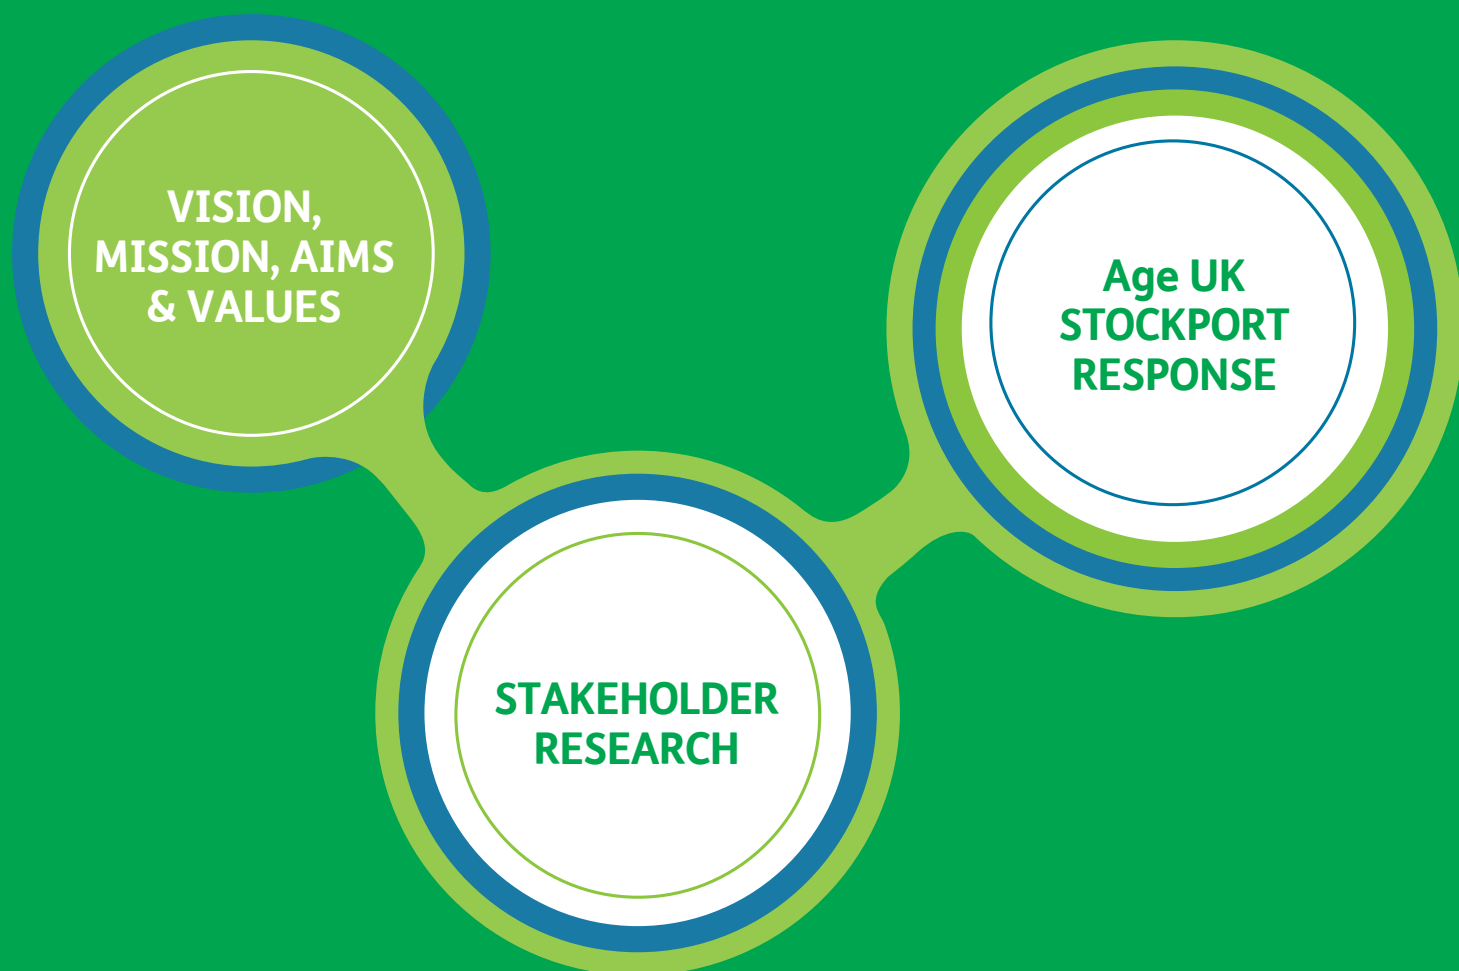 VISION,
MISSION, AIMS
& VALUES
STAKEHOLDER
RESEARCH
Age UK
STOCKPORT
RESPONSE